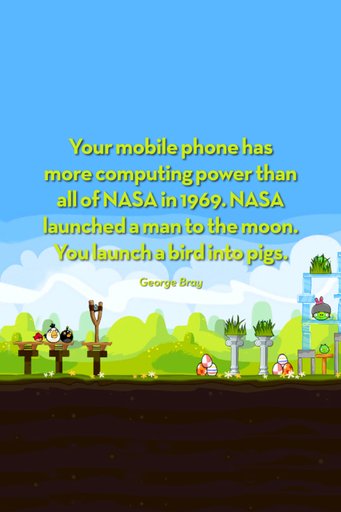 Your mobile phone has
more computing power than
all of NASA in 1969. NASA
launched a man to the moon.
You launch a bird into pigs.
George Bray